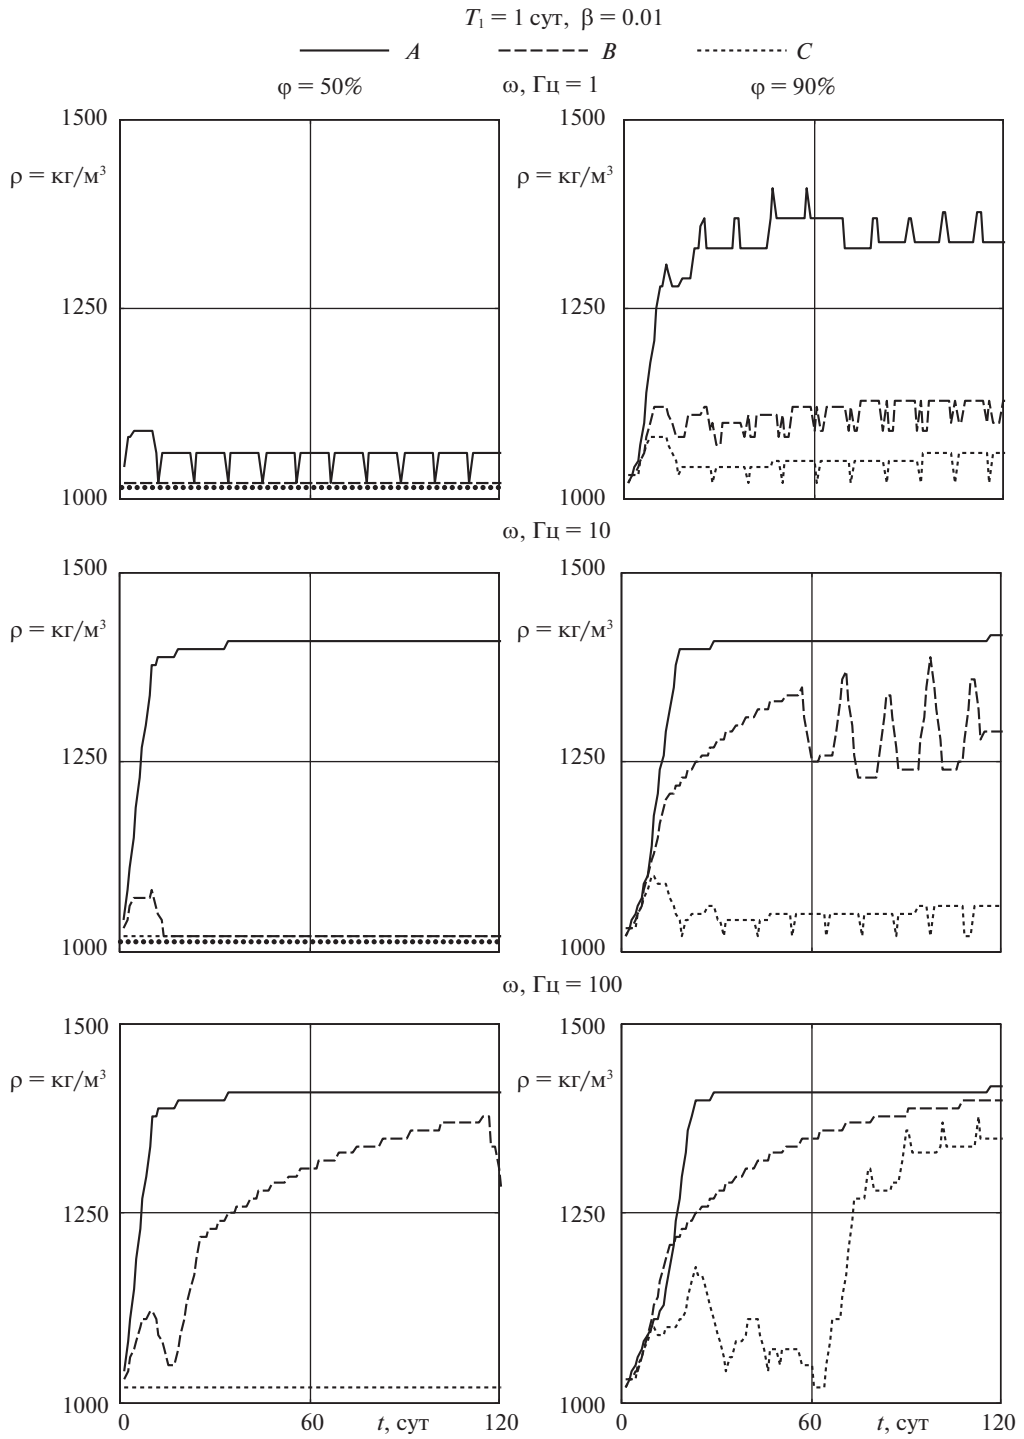 T₁ = 1 сут, β = 0.01
A B C
φ = 50% ω, Гц = 1 φ = 90%
1500 1500
ρ = кг/м³ ρ = кг/м³
1250 1250
1000 1000
ω, Гц = 10
1500 1500
ρ = кг/м³ ρ = кг/м³
1250 1250
1000 1000
ω, Гц = 100
1500 1500
ρ = кг/м³ ρ = кг/м³
1250 1250
1000 1000
0 60 t, сут 120 0 60 t, сут 120